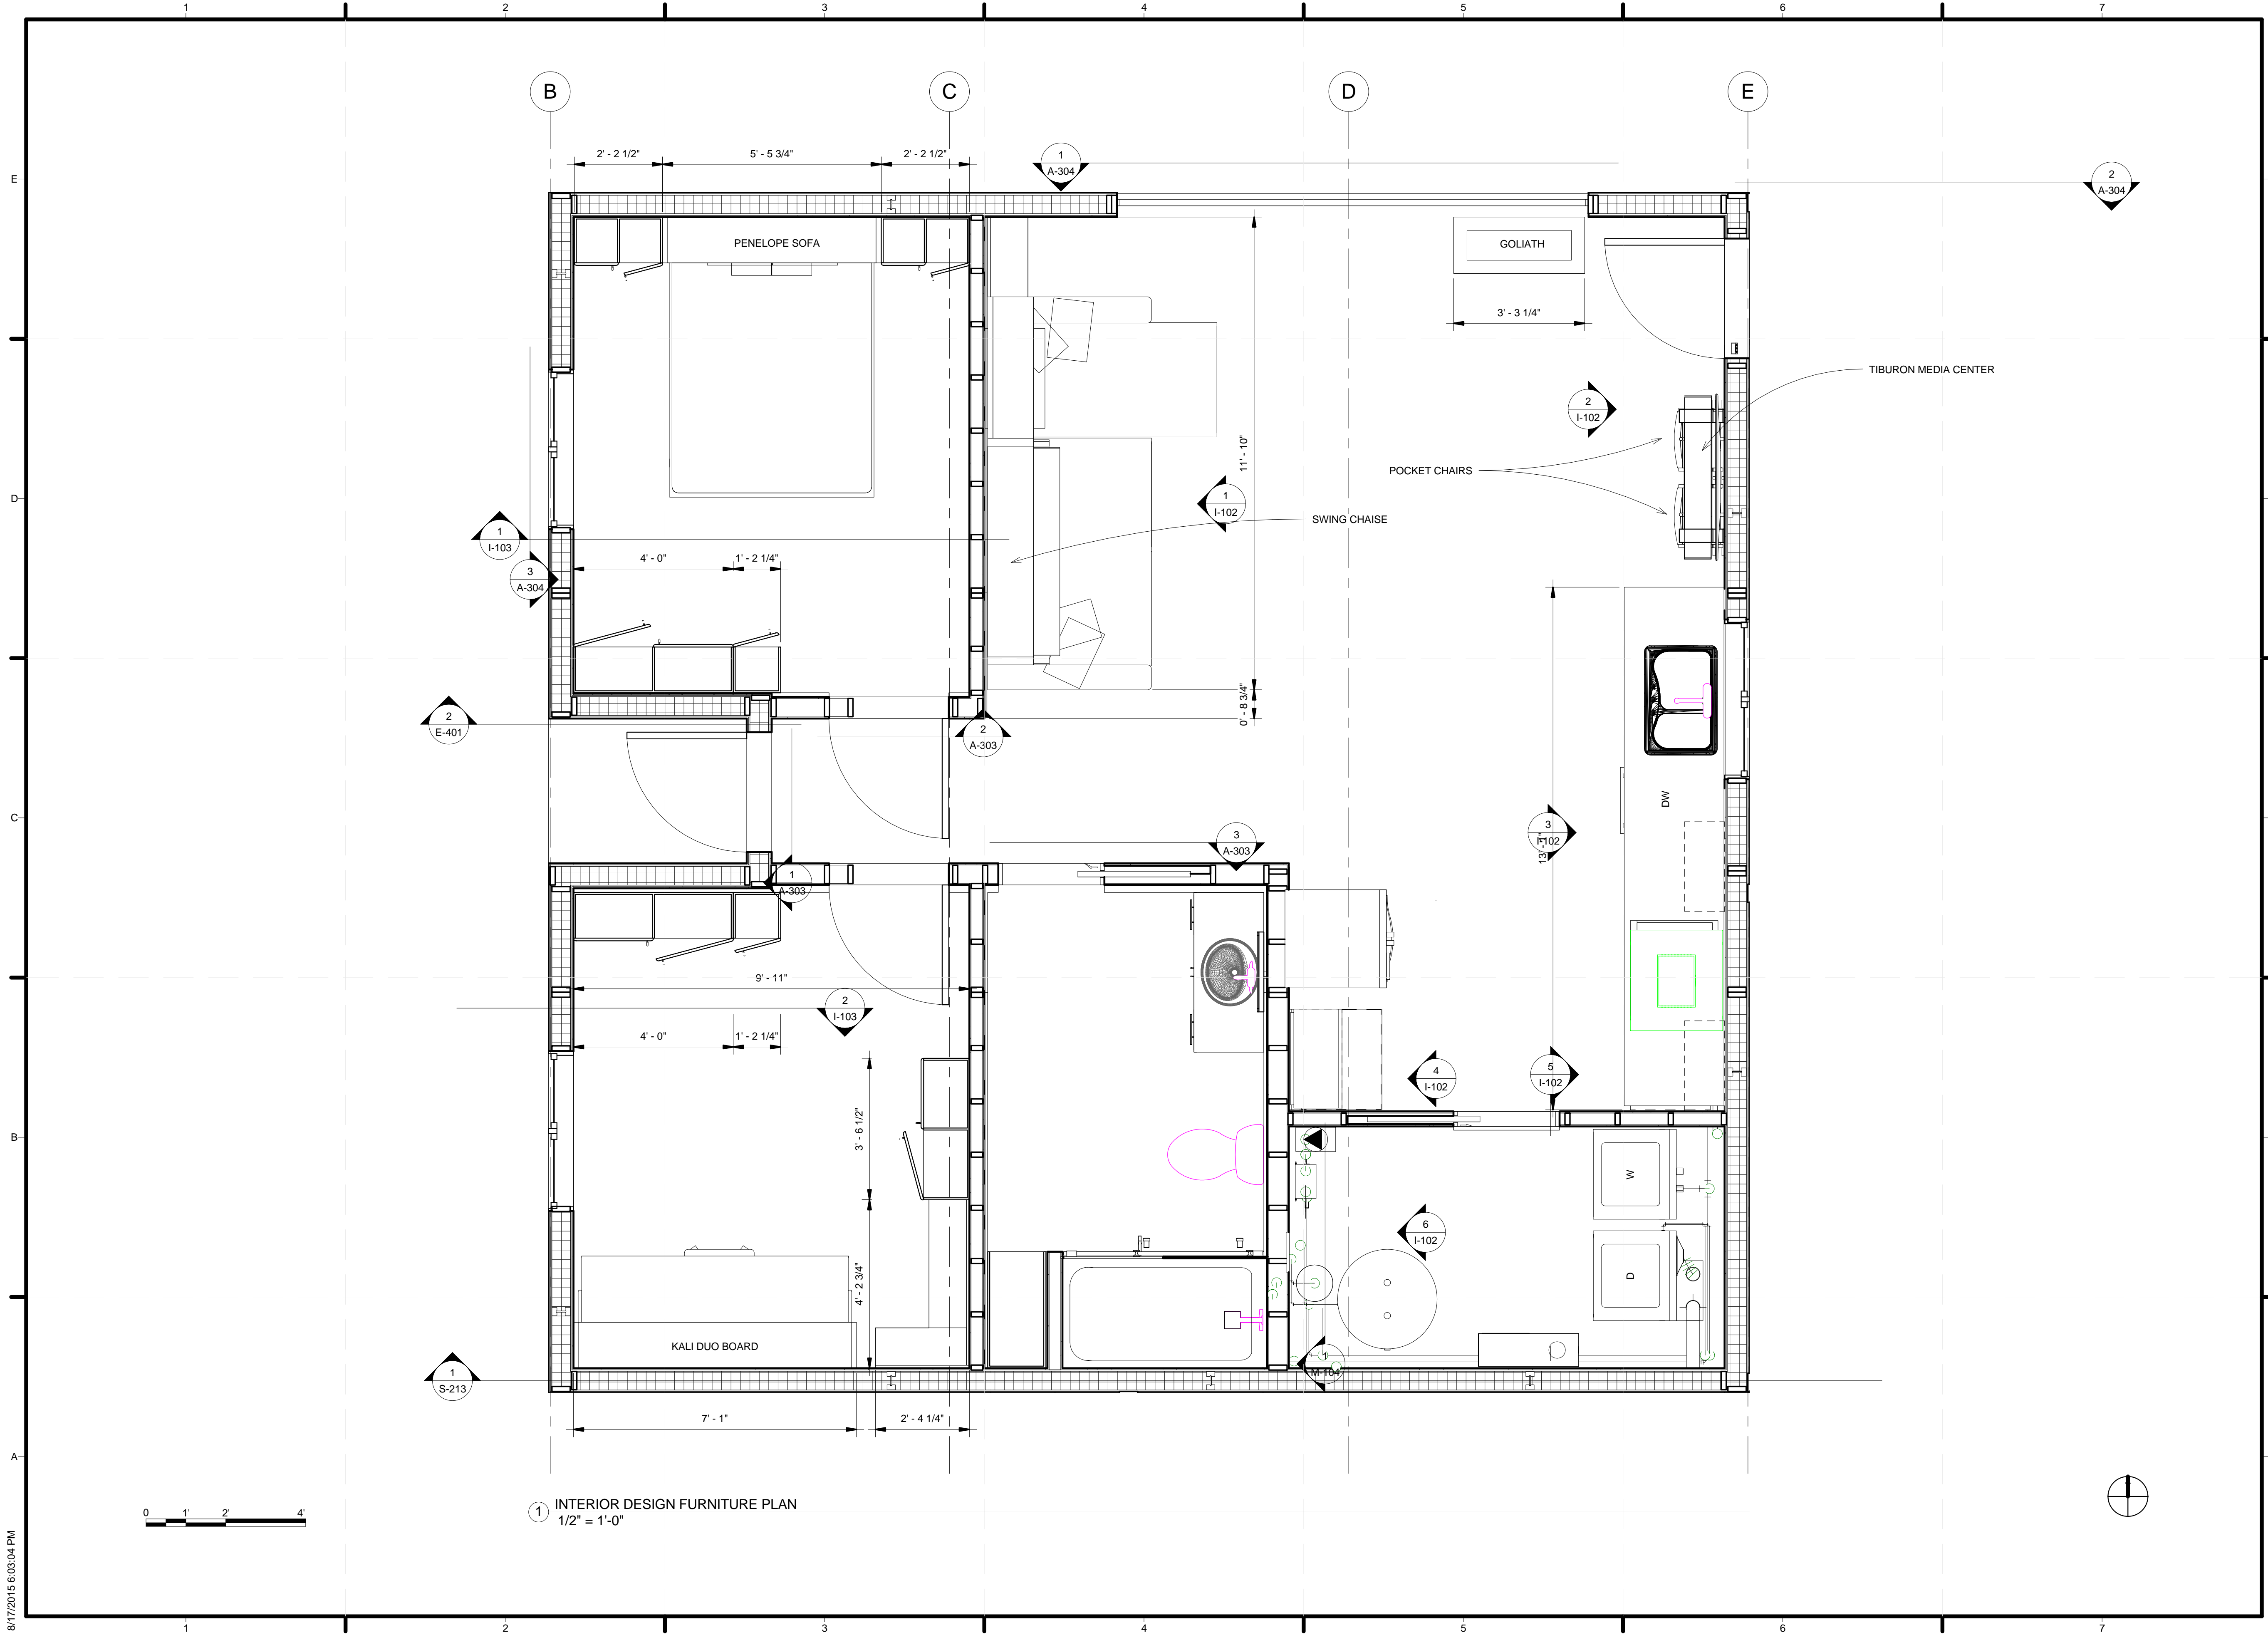 1 2 3 4 5 6 7
B C D E
2' - 2 1/2" 5' - 5 3/4" 2' - 2 1/2"
1
A-304
2
A-304
E
PENELOPE SOFA
GOLIATH
3' - 3 1/4"
TIBURON MEDIA CENTER
2
I-102
11' - 10"
POCKET CHAIRS
D
1
I-102
SWING CHAISE
1
I-103
4' - 0" 1' - 2 1/4"
3
A-304
0' - 8 3/4"
2
E-401
2
A-303
DW
C
3
I-102
13' - 1"
3
A-303
1
A-303
9' - 11"
2
I-103
4' - 0" 1' - 2 1/4"
4
I-102
5
I-102
3' - 6 1/2"
B
W
6
I-102
4' - 2 3/4"
D
KALI DUO BOARD
1
M-104
1
S-213
7' - 1" 2' - 4 1/4"
A
0 1' 2' 4'
1 INTERIOR DESIGN FURNITURE PLAN
1/2" = 1'-0"
8/17/2015 6:03:04 PM
1 2 3 4 5 6 7